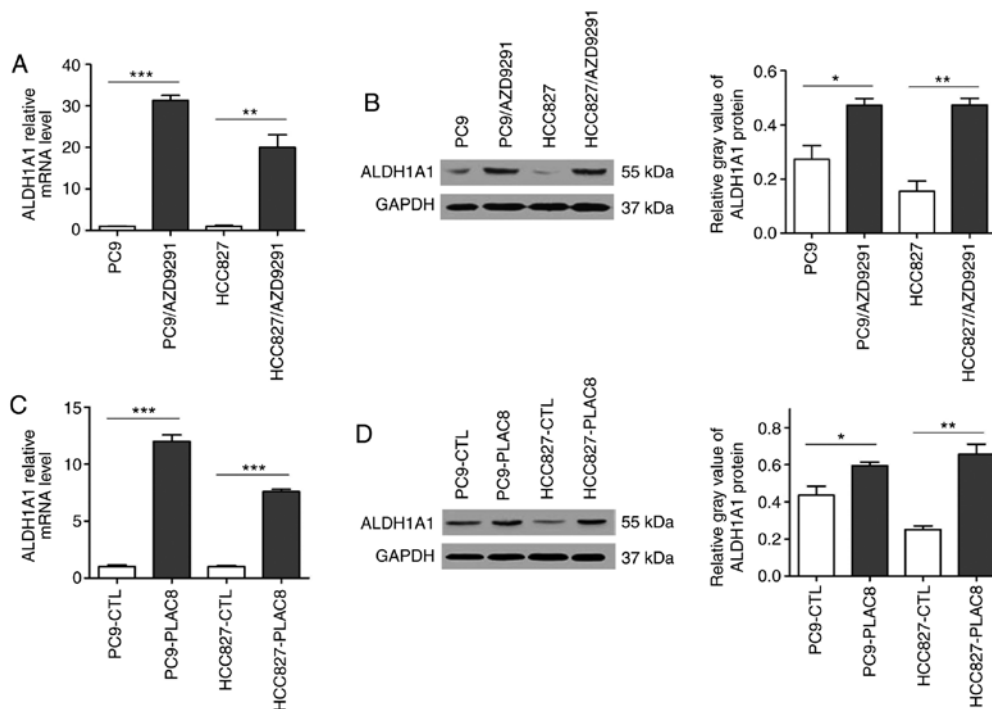 A
ALDH1A1 relative
mRNA level
40
30
20
10
0
***
**
PC9
PC9/AZD9291
HCC827
HCC827/AZD9291
B
PC9
PC9/AZD9291
HCC827
HCC827/AZD9291
ALDH1A1
55 kDa
GAPDH
37 kDa
Relative gray value of
ALDH1A1 protein
0.6
0.4
0.2
0.0
*
**
PC9
PC9/AZD9291
HCC827
HCC827/AZD9291
C
ALDH1A1 relative
mRNA level
15
10
5
0
***
***
PC9-CTL
PC9-PLAC8
HCC827-CTL
HCC827-PLAC8
D
PC9-CTL
PC9-PLAC8
HCC827-CTL
HCC827-PLAC8
ALDH1A1
55 kDa
GAPDH
37 kDa
Relative gray value of
ALDH1A1 protein
0.8
0.6
0.4
0.2
0.0
*
**
PC9-CTL
PC9-PLAC8
HCC827-CTL
HCC827-PLAC8